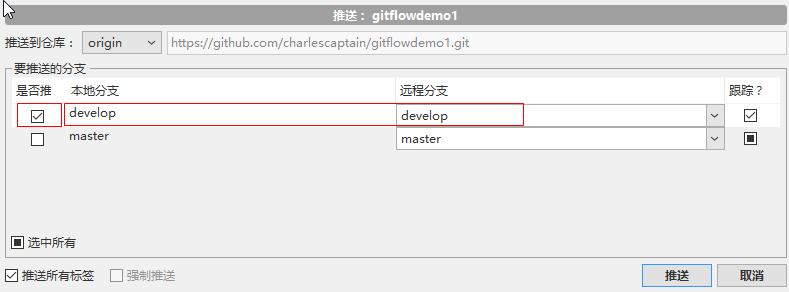 推送： gitflowdemo1
推送到仓库： origin https://github.com/charlescaptain/gitflowdemo1.git
要推送的分支
是否推 本地分支 远程分支 跟踪？
develop develop
master master
选中所有
推送所有标签 强制推送 推送 取消